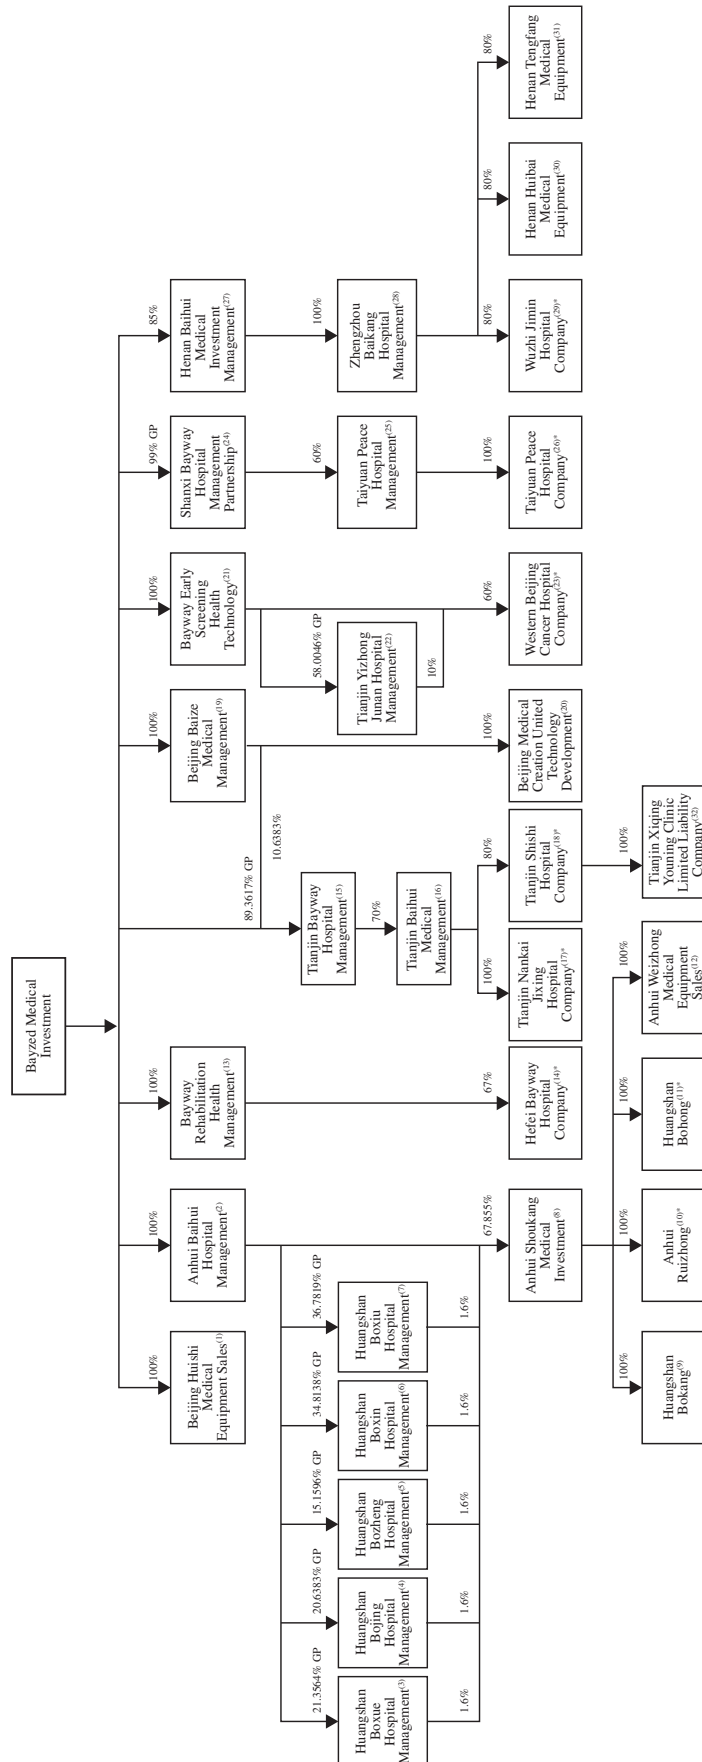 Bayzed Medical
Investment
100%
Beijing Huishi
Medical
Equipment Sales(1)
100%
Anhui Baihui
Hospital
Management(2)
100%
Bayway
Rehabilitation
Health
Management(13)
89.3617% GP
10.6383%
100%
Beijing Baize
Medical
Management(19)
100%
Bayway Early
Screening
Health
Technology(21)
99% GP
Shanxi Bayway
Hospital
Management
Partnership(24)
85%
Henan Baihui
Medical
Investment
Management(27)
21.3564% GP
Huangshan
Boxue
Hospital
Management(3)
1.6%
20.6383% GP
Huangshan
Bojing
Hospital
Management(4)
1.6%
15.1596% GP
Huangshan
Bozheng
Hospital
Management(5)
1.6%
34.8138% GP
Huangshan
Boxin
Hospital
Management(6)
1.6%
36.7819% GP
Huangshan
Boxiu
Hospital
Management(7)
1.6%
67.855%
Anhui Shoukang
Medical
Investment(8)
67%
Hefei Bayway
Hospital
Company(14)*
Tianjin Bayway
Hospital
Management(15)
70%
Tianjin Baihui
Medical
Management(16)
100%
Tianjin Nankai
Jixing
Hospital
Company(17)*
80%
Tianjin Shishi
Hospital
Company(18)*
100%
Beijing Medical
Creation United
Technology
Development(20)
58.0046% GP
Tianjin Yizhong
Junan Hospital
Management(22)
10%
60%
Western Beijing
Cancer Hospital
Company(23)*
60%
Taiyuan Peace
Hospital
Management(25)
100%
Taiyuan Peace
Hospital
Company(26)*
100%
Zhengzhou
Baikang
Hospital
Management(28)
80%
Wuzhi Jimin
Hospital
Company(29)*
80%
Henan Huibai
Medical
Equipment(30)
80%
Henan Tengfang
Medical
Equipment(31)
100%
Huangshan
Bokang(9)
100%
Anhui
Ruizhong(10)*
100%
Huangshan
Bohong(11)*
100%
Anhui Weizhong
Medical
Equipment
Sales(12)
100%
Tianjin Xiqing
Youning Clinic
Limited Liability
Company(32)